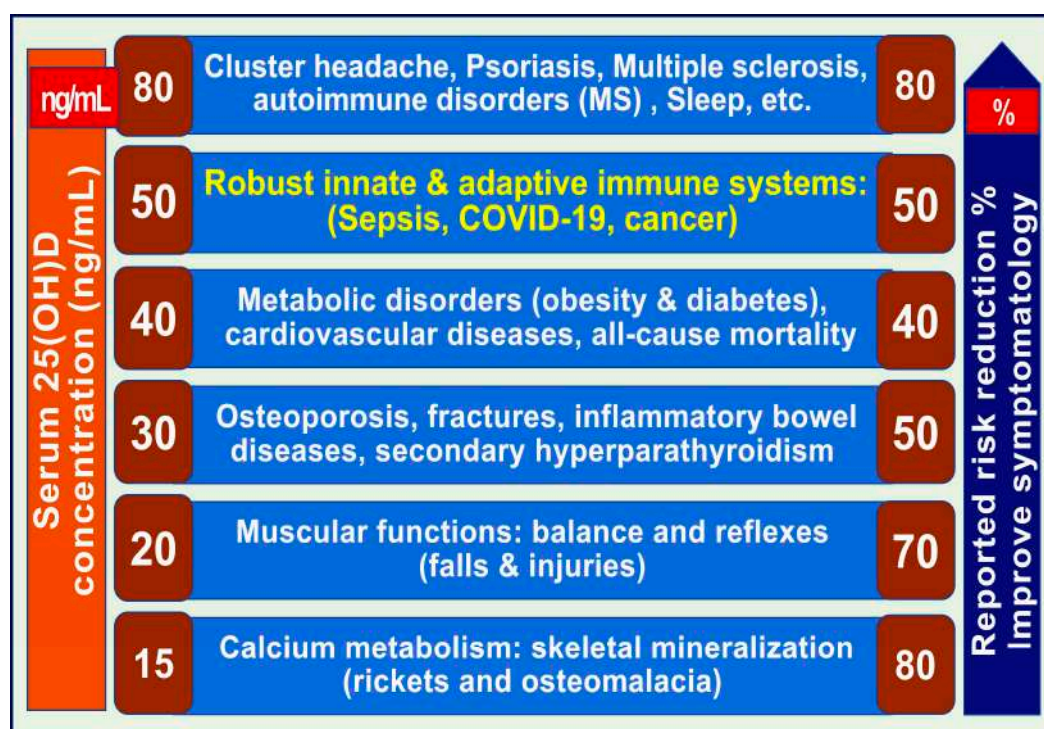 Serum 25(OH)D
concentration (ng/mL)
ng/mL
80
Cluster headache, Psoriasis, Multiple sclerosis,
autoimmune disorders (MS) , Sleep, etc.
80
50
Robust innate & adaptive immune systems:
(Sepsis, COVID-19, cancer)
50
40
Metabolic disorders (obesity & diabetes),
cardiovascular diseases, all-cause mortality
40
30
Osteoporosis, fractures, inflammatory bowel
diseases, secondary hyperparathyroidism
50
20
Muscular functions: balance and reflexes
(falls & injuries)
70
15
Calcium metabolism: skeletal mineralization
(rickets and osteomalacia)
80
%
Reported risk reduction %
Improve symptomatology